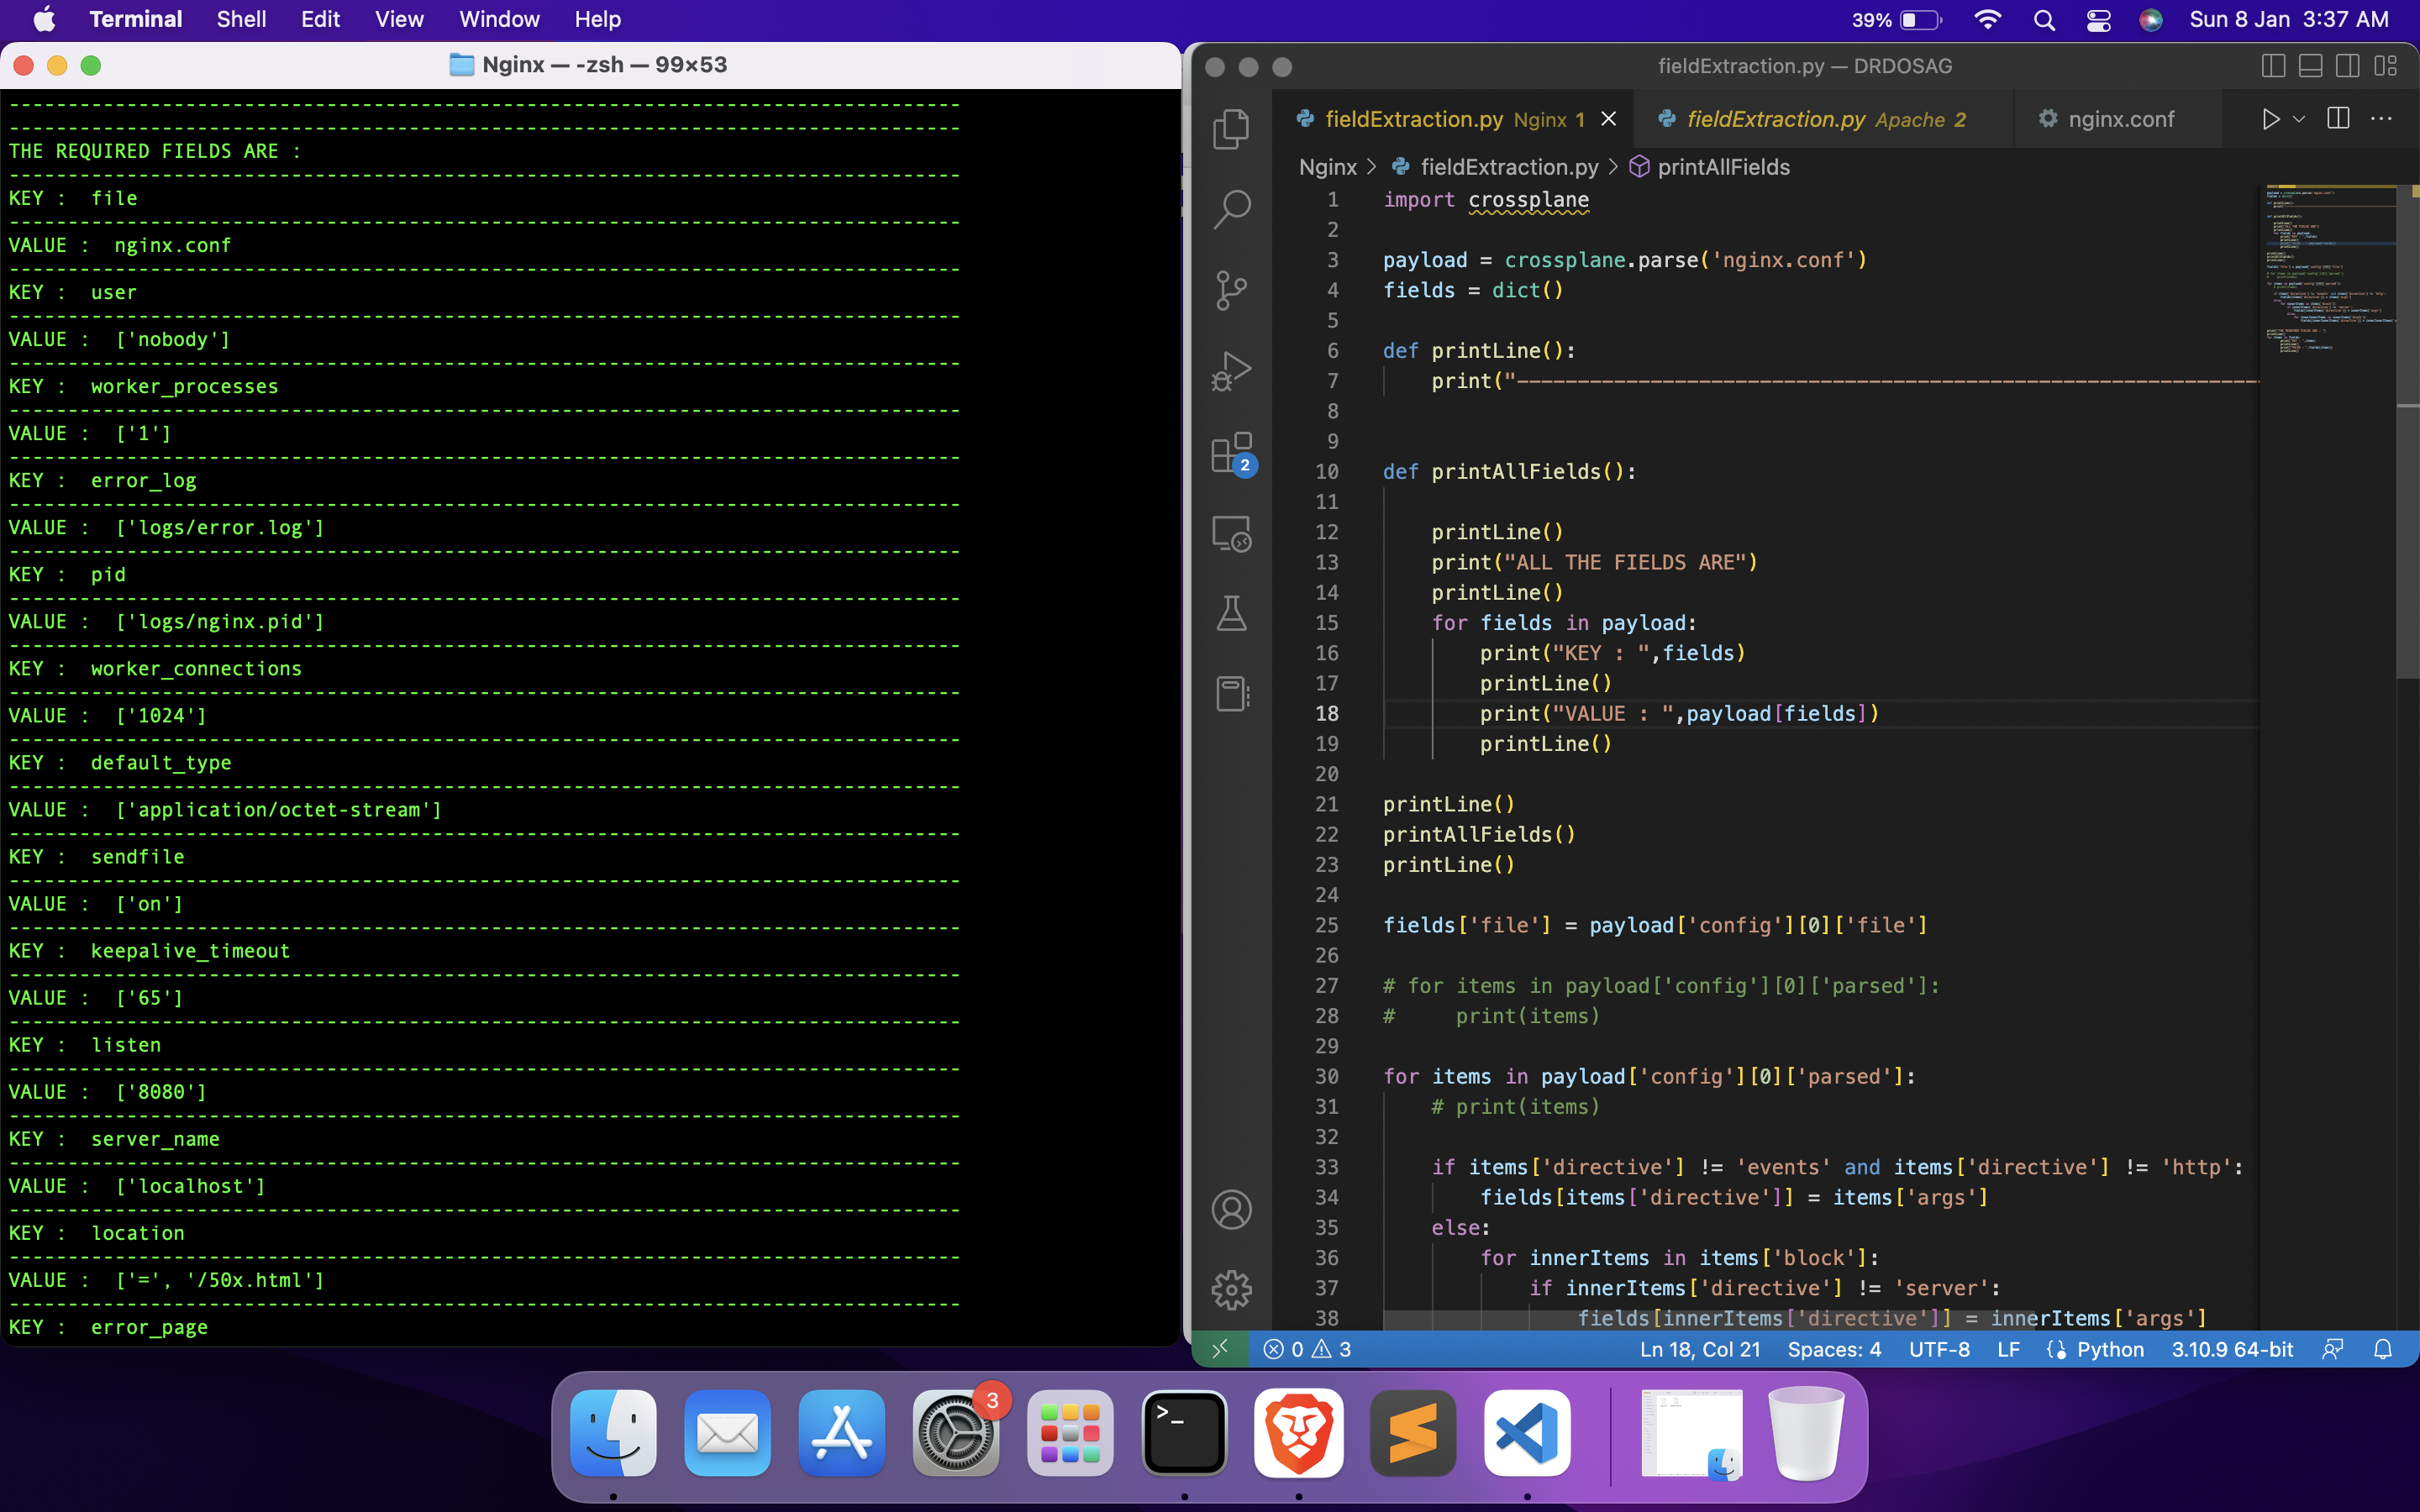 Terminal Shell Edit View Window Help
39% Sun 8 Jan 3:37 AM
Nginx — -zsh — 99×53
THE REQUIRED FIELDS ARE :
KEY : file
VALUE : nginx.conf
KEY : user
VALUE : ['nobody']
KEY : worker_processes
VALUE : ['1']
KEY : error_log
VALUE : ['logs/error.log']
KEY : pid
VALUE : ['logs/nginx.pid']
KEY : worker_connections
VALUE : ['1024']
KEY : default_type
VALUE : ['application/octet-stream']
KEY : sendfile
VALUE : ['on']
KEY : keepalive_timeout
VALUE : ['65']
KEY : listen
VALUE : ['8080']
KEY : server_name
VALUE : ['localhost']
KEY : location
VALUE : ['=', '/50x.html']
KEY : error_page
fieldExtraction.py — DRDOSAG
fieldExtraction.py Nginx 1
fieldExtraction.py Apache 2
nginx.conf
Nginx > fieldExtraction.py > printAllFields
1 import crossplane
2
3 payload = crossplane.parse('nginx.conf')
4 fields = dict()
5
6 def printLine():
7 print("--------------------------------------------------------------
8
9
10 def printAllFields():
11
12 printLine()
13 print("ALL THE FIELDS ARE")
14 printLine()
15 for fields in payload:
16 print("KEY : ",fields)
17 printLine()
18 print("VALUE : ",payload[fields])
19 printLine()
20
21 printLine()
22 printAllFields()
23 printLine()
24
25 fields['file'] = payload['config'][0]['file']
26
27 # for items in payload['config'][0]['parsed']:
28 # print(items)
29
30 for items in payload['config'][0]['parsed']:
31 # print(items)
32
33 if items['directive'] != 'events' and items['directive'] != 'http':
34 fields[items['directive']] = items['args']
35 else:
36 for innerItems in items['block']:
37 if innerItems['directive'] != 'server':
38 fields[innerItems['directive']] = innerItems['args']
2
0 3
Ln 18, Col 21 Spaces: 4 UTF-8 LF Python 3.10.9 64-bit
3
>_